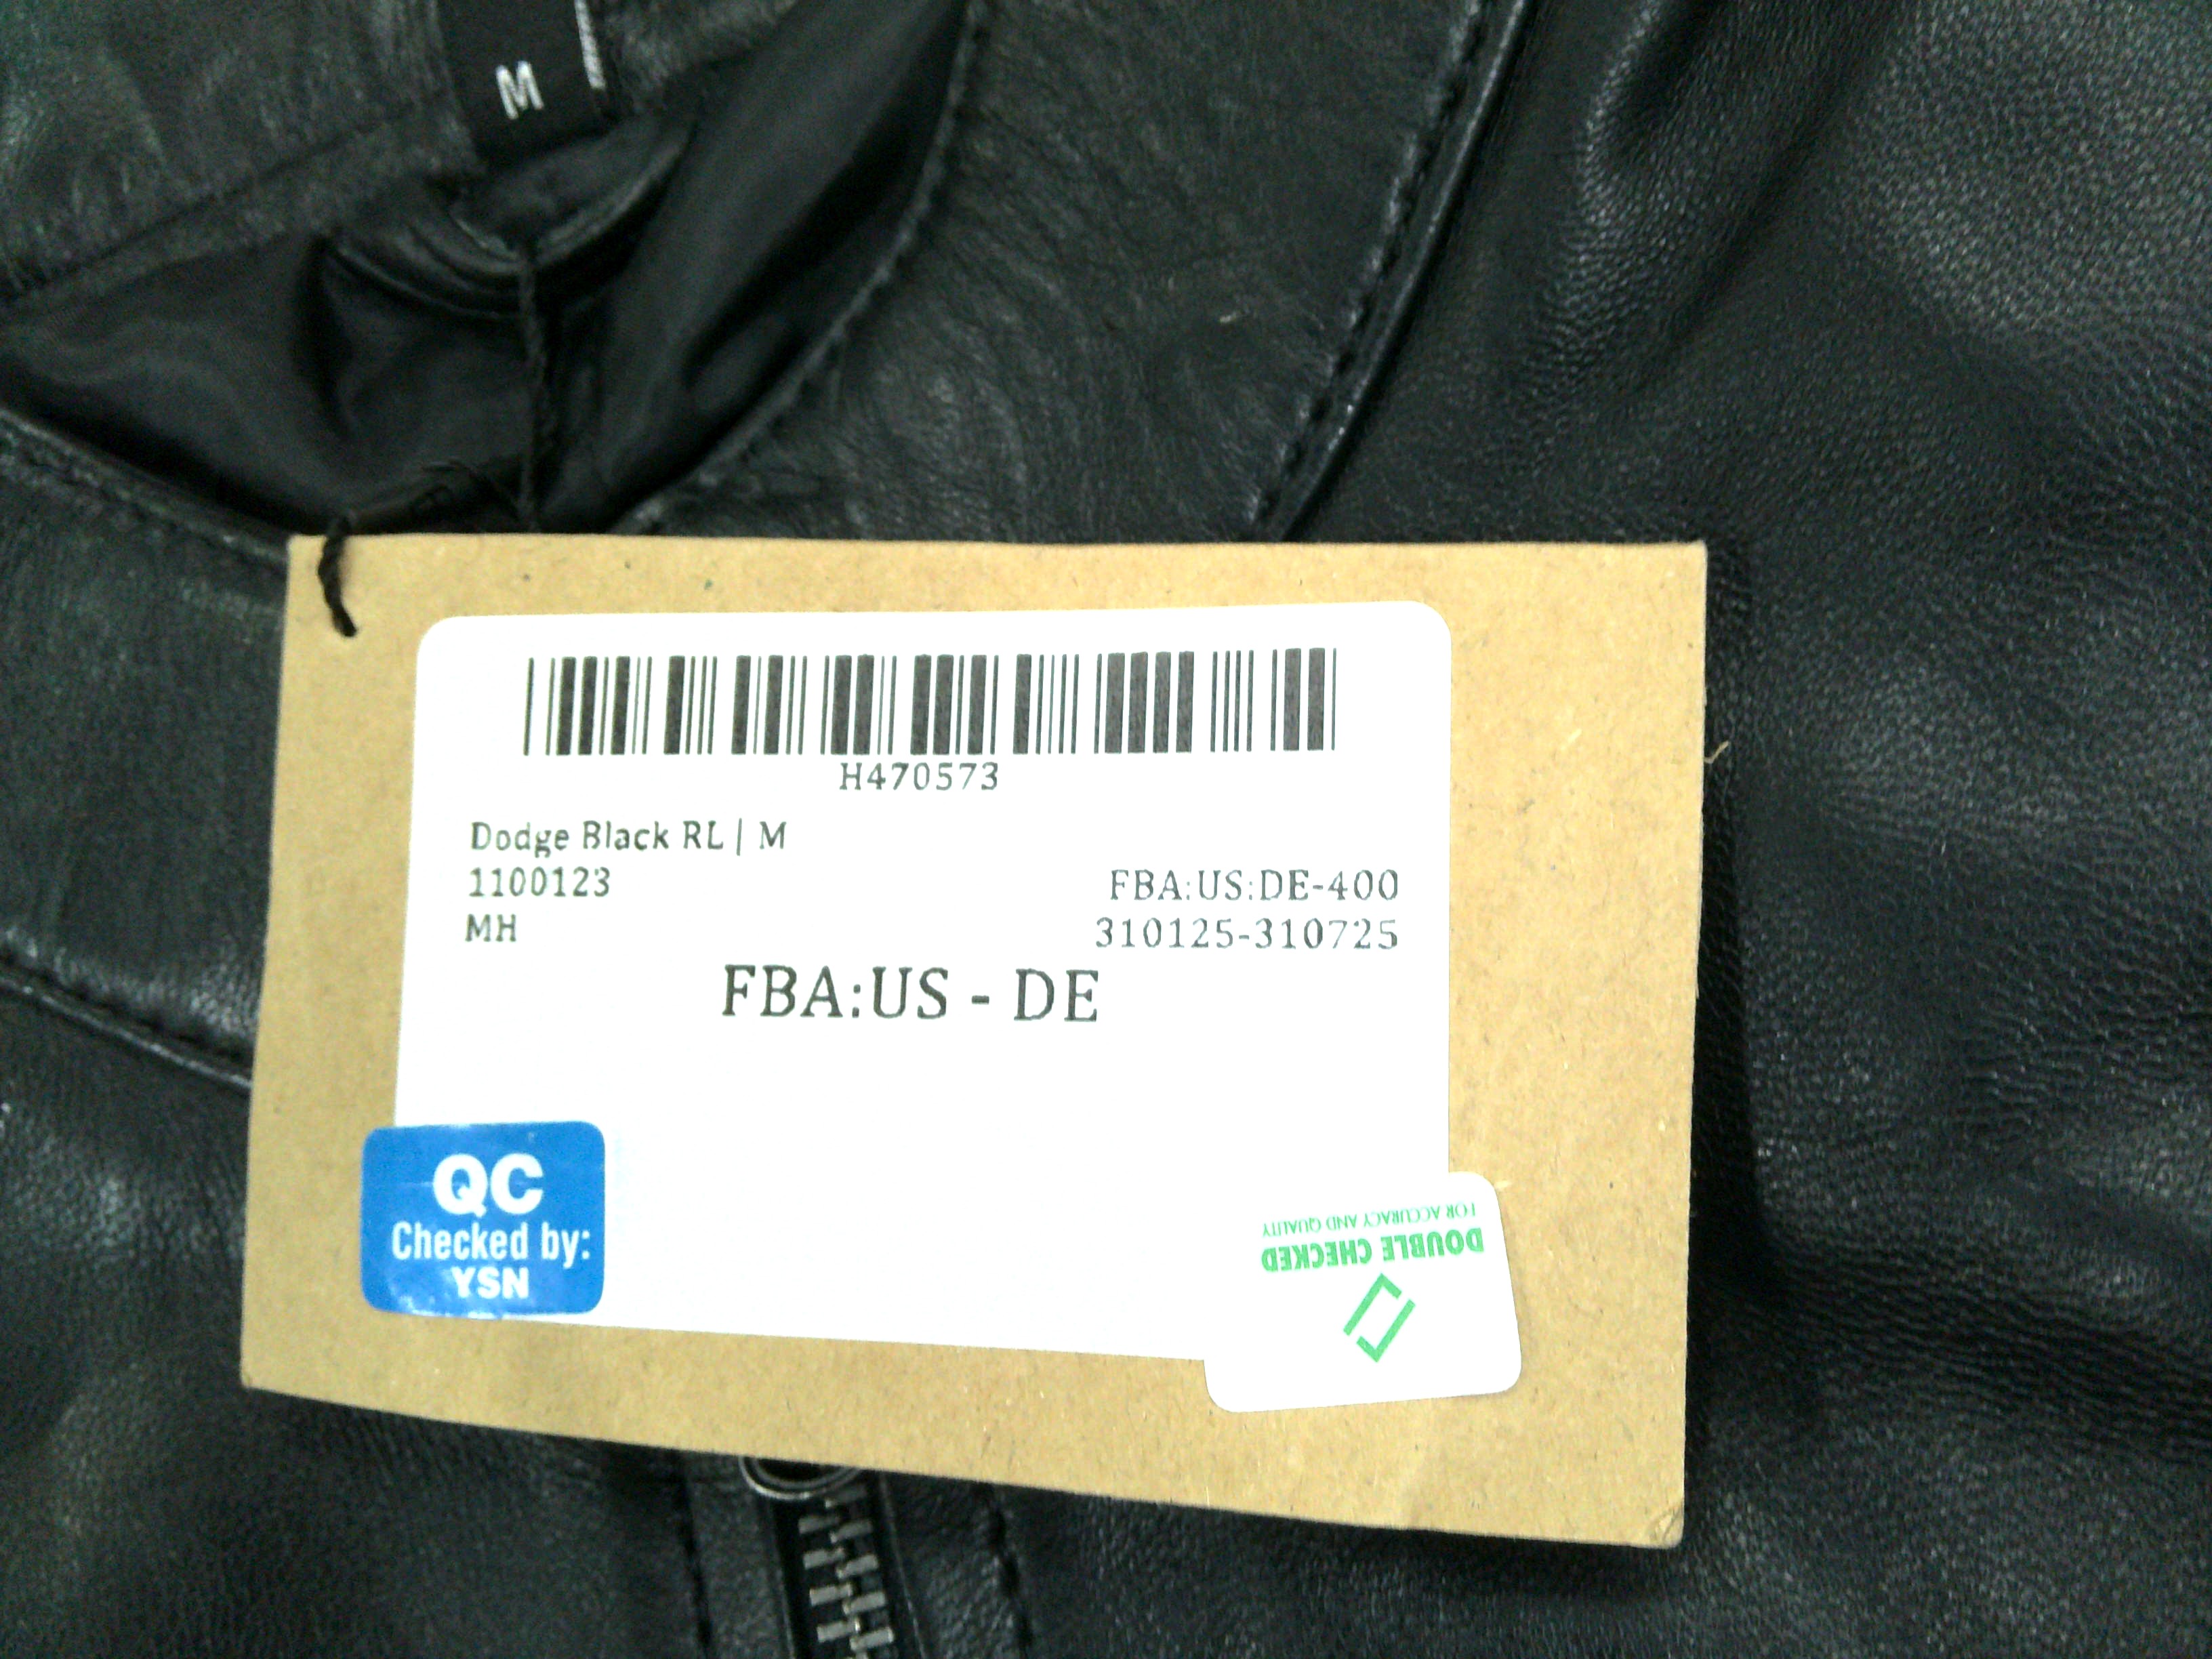 M
H470573
Dodge Black RL | M
1100123
FBA:US:DE-400
MH
310125-310725
FBA:US - DE
QC
Checked by:
YSN
DOUBLE CHECKED
FOR ACCURACY AND QUALITY